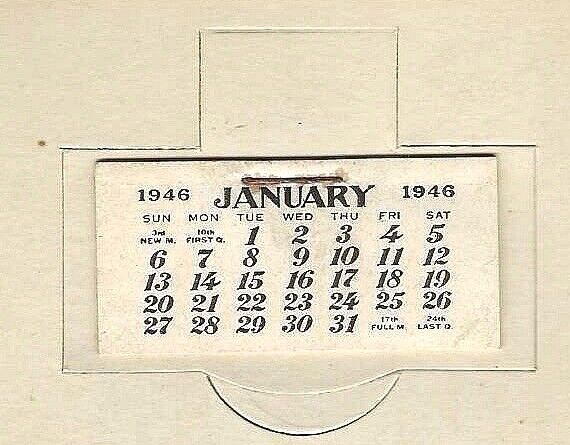 1946 JANUARY 1946
SUN MON TUE WED THU FRI SAT
3rd NEW M. 10th FIRST Q. 1 2 3 4 5
6 7 8 9 10 11 12
13 14 15 16 17 18 19
20 21 22 23 24 25 26
27 28 29 30 31 17th FULL M. 24th LAST Q.